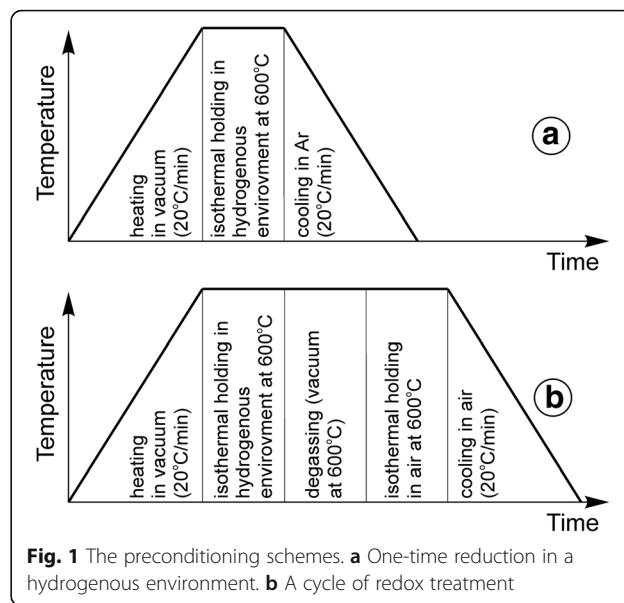 Temperature
heating
in vacuum
(20°C/min)
isothermal holding in
hydrogenous
envirovment at 600°C
cooling in Ar
(20°C/min)
a
Time
Temperature
heating
in vacuum
(20°C/min)
isothermal holding in
hydrogenous
envirovment at 600°C
degassing (vacuum
at 600°C)
isothermal holding
in air at 600°C
cooling in air
(20°C/min)
b
Time
Fig. 1 The preconditioning schemes. a One-time reduction in a
hydrogenous environment. b A cycle of redox treatment